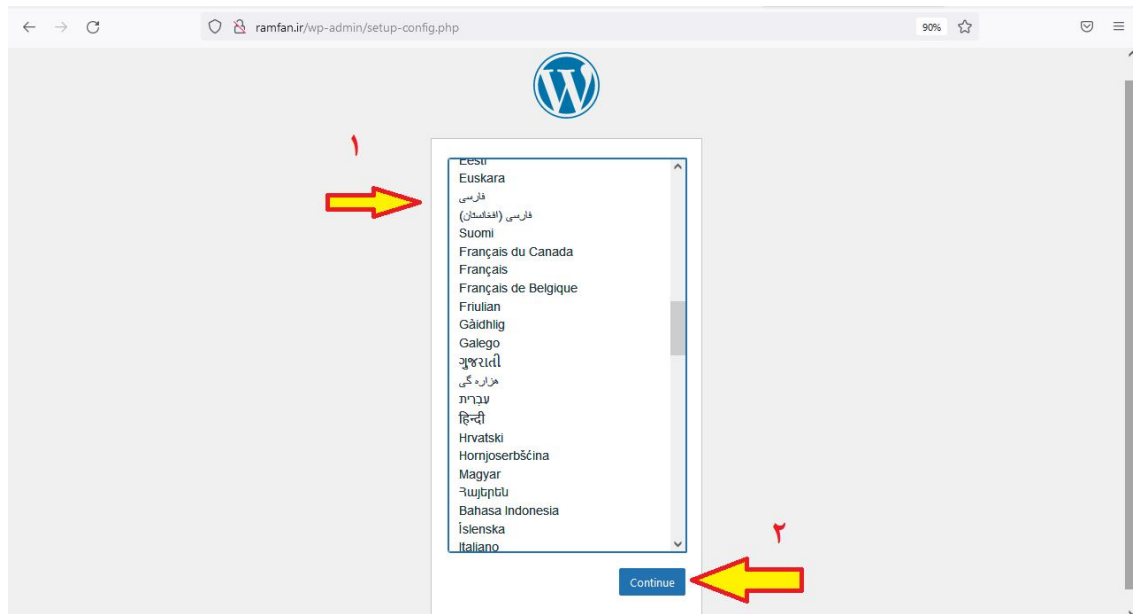 ramfan.ir/wp-admin/setup-config.php
90%
۱
Eesti
Euskara
فارسی
فارسی (افغانستان)
Suomi
Français du Canada
Français
Français de Belgique
Friulian
Gàidhlig
Galego
ગુજરાતી
هزاره گی
עִבְרִית
हिन्दी
Hrvatski
Hornjoserbšćina
Magyar
Հայերեն
Bahasa Indonesia
Íslenska
Italiano
۲
Continue